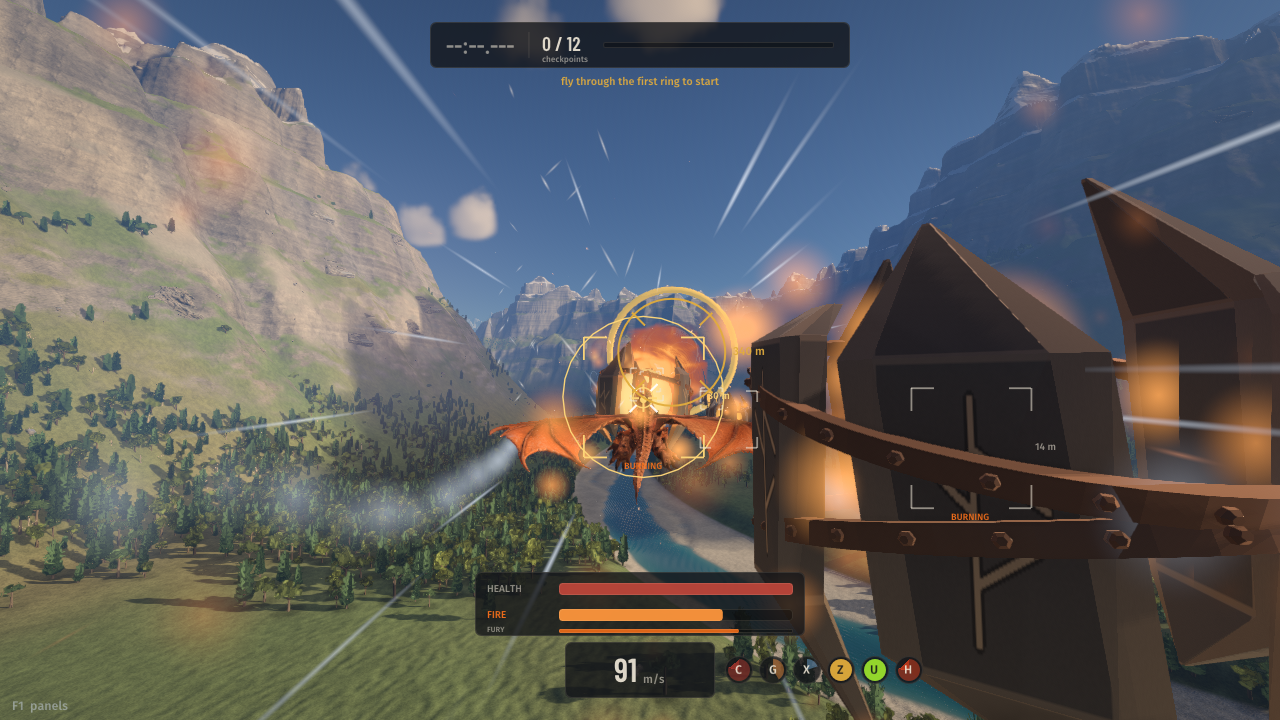 --:--.---
0 / 12
checkpoints
fly through the first ring to start
14 m
BURNING
BURNING
HEALTH
FIRE
FURY
91 m/s
C G X Z U H
F1 panels